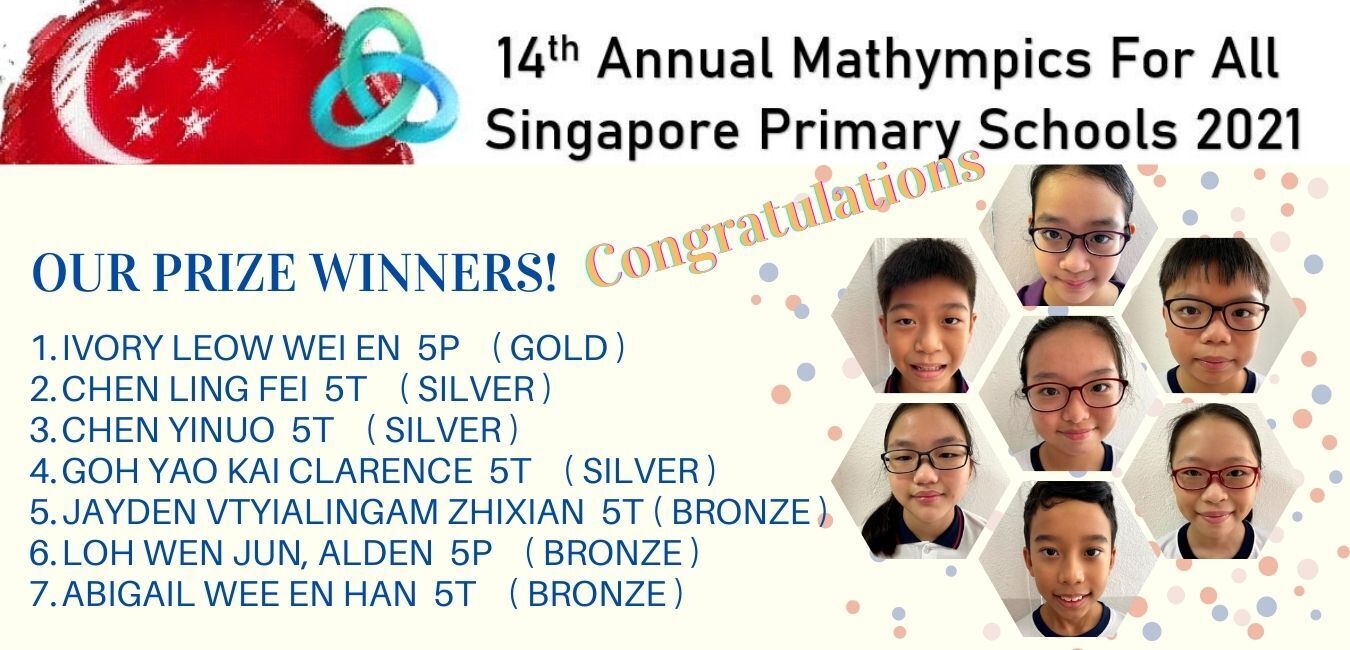 14th Annual Mathympics For All
Singapore Primary Schools 2021
Congratulations
OUR PRIZE WINNERS!
1. IVORY LEOW WEI EN 5P ( GOLD )
2. CHEN LING FEI 5T ( SILVER )
3. CHEN YINUO 5T ( SILVER )
4. GOH YAO KAI CLARENCE 5T ( SILVER )
5. JAYDEN VTYIALINGAM ZHIXIAN 5T ( BRONZE )
6. LOH WEN JUN, ALDEN 5P ( BRONZE )
7. ABIGAIL WEE EN HAN 5T ( BRONZE )